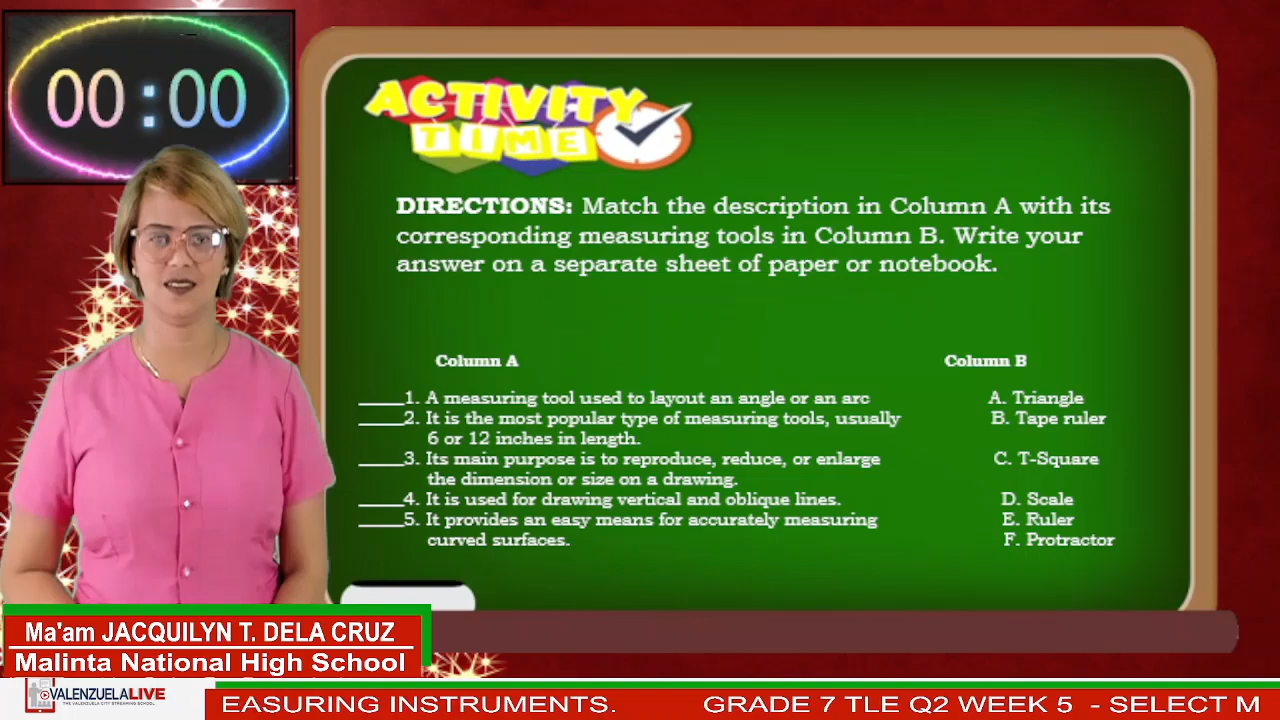 00:00
ACTIVITY
TIME
DIRECTIONS: Match the description in Column A with its
corresponding measuring tools in Column B. Write your
answer on a separate sheet of paper or notebook.
Column A
Column B
_____1. A measuring tool used to layout an angle or an arc
A. Triangle
_____2. It is the most popular type of measuring tools, usually
6 or 12 inches in length.
B. Tape ruler
_____3. Its main purpose is to reproduce, reduce, or enlarge
the dimension or size on a drawing.
C. T-Square
_____4. It is used for drawing vertical and oblique lines.
D. Scale
_____5. It provides an easy means for accurately measuring
curved surfaces.
E. Ruler
F. Protractor
Ma'am JACQUILYN T. DELA CRUZ
Malinta National High School
VALENZUELALIVE
THE VALENZUELA CITY STREAMING SCHOOL
EASURING INSTRUMENTS. GRADE 7 TLE Q2 WEEK 5 - SELECT M